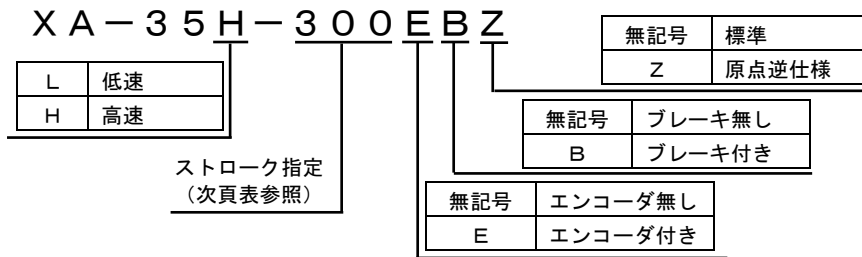 XA－35H－300EBZ
無記号 標準
Z 原点逆仕様
L 低速
H 高速
無記号 ブレーキ無し
B ブレーキ付き
ストローク指定
（次頁表参照）
無記号 エンコーダ無し
E エンコーダ付き